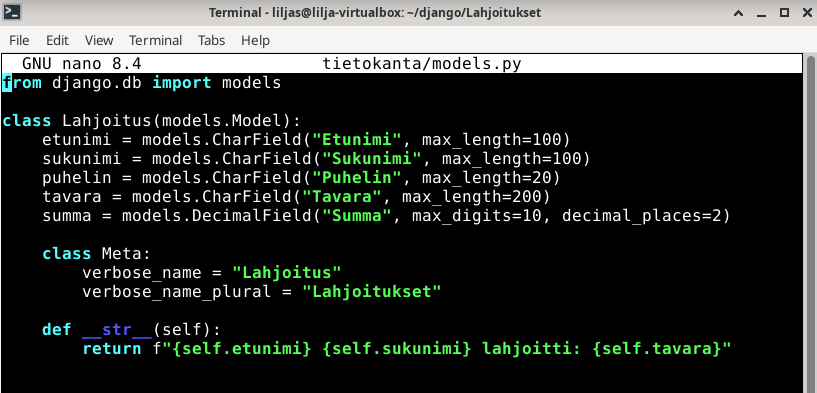 Terminal - liljas@lilja-virtualbox: ~/django/Lahjoitukset
File Edit View Terminal Tabs Help
GNU nano 8.4 tietokanta/models.py
from django.db import models
class Lahjoitus(models.Model):
    etunimi = models.CharField("Etunimi", max_length=100)
    sukunimi = models.CharField("Sukunimi", max_length=100)
    puhelin = models.CharField("Puhelin", max_length=20)
    tavara = models.CharField("Tavara", max_length=200)
    summa = models.DecimalField("Summa", max_digits=10, decimal_places=2)
    class Meta:
        verbose_name = "Lahjoitus"
        verbose_name_plural = "Lahjoitukset"
    def __str__(self):
        return f"{self.etunimi} {self.sukunimi} lahjoitti: {self.tavara}"